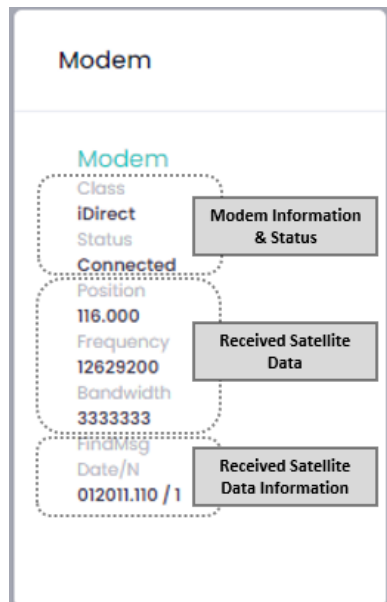 Modem
Modem
Class
iDirect
Status
Connected
Modem Information
& Status
Position
116.000
Frequency
12629200
Bandwidth
3333333
Received Satellite
Data
FindMsg
Date/N
012011.110 / 1
Received Satellite
Data Information